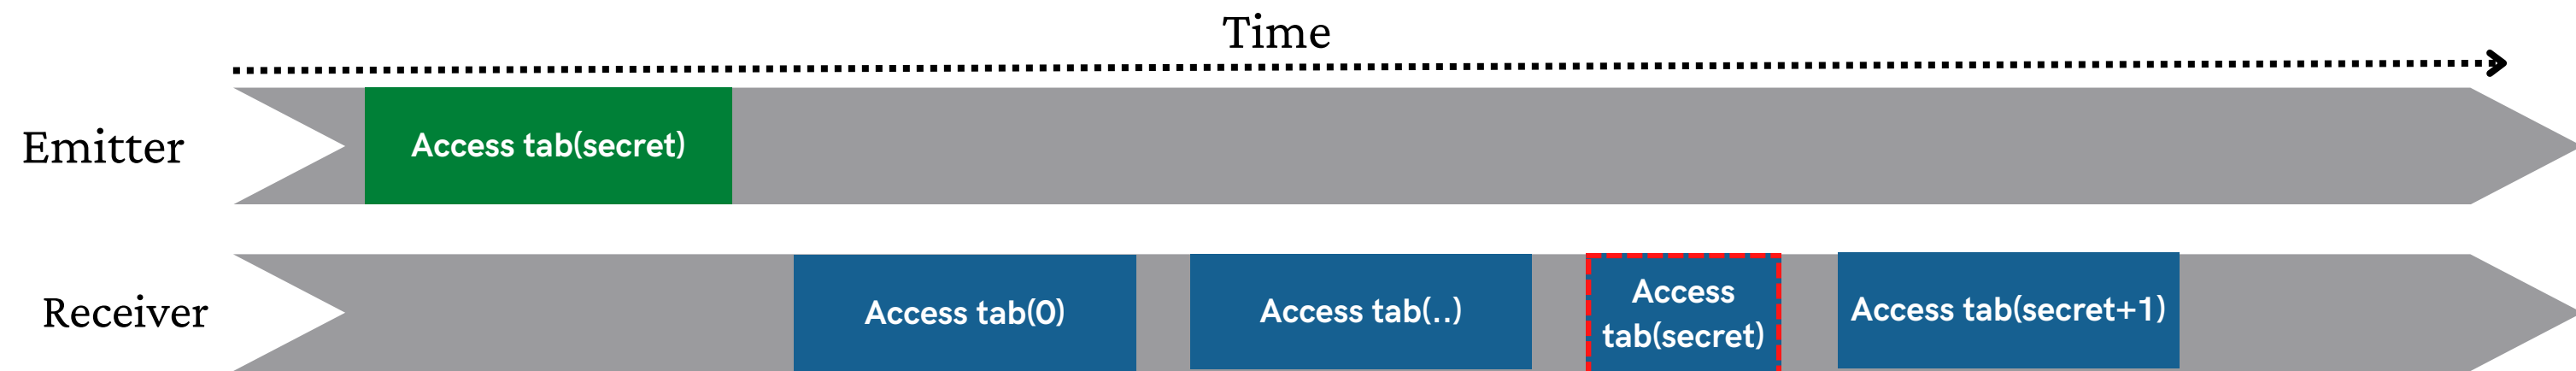 Time
Emitter
Access tab(secret)
Receiver
Access tab(0)
Access tab(..)
Access
tab(secret)
Access tab(secret+1)